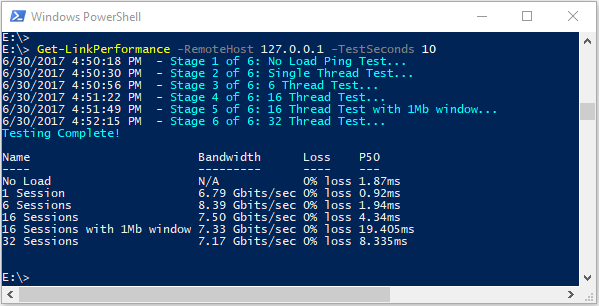 Windows PowerShell
E:\>
E:\> Get-LinkPerformance -RemoteHost 127.0.0.1 -TestSeconds 10
6/30/2017 4:50:18 PM  - Stage 1 of 6: No Load Ping Test...
6/30/2017 4:50:30 PM  - Stage 2 of 6: Single Thread Test...
6/30/2017 4:50:56 PM  - Stage 3 of 6: 6 Thread Test...
6/30/2017 4:51:22 PM  - Stage 4 of 6: 16 Thread Test...
6/30/2017 4:51:49 PM  - Stage 5 of 6: 16 Thread Test with 1Mb window...
6/30/2017 4:52:15 PM  - Stage 6 of 6: 32 Thread Test...
Testing Complete!
Name                        Bandwidth      Loss    P50
----                        ---------      ----    ---
No Load                     N/A            0% loss 1.87ms
1 Session                   6.79 Gbits/sec 0% loss 0.92ms
6 Sessions                  8.39 Gbits/sec 0% loss 1.94ms
16 Sessions                 7.50 Gbits/sec 0% loss 4.34ms
16 Sessions with 1Mb window 7.33 Gbits/sec 0% loss 19.405ms
32 Sessions                 7.17 Gbits/sec 0% loss 8.335ms
E:\>